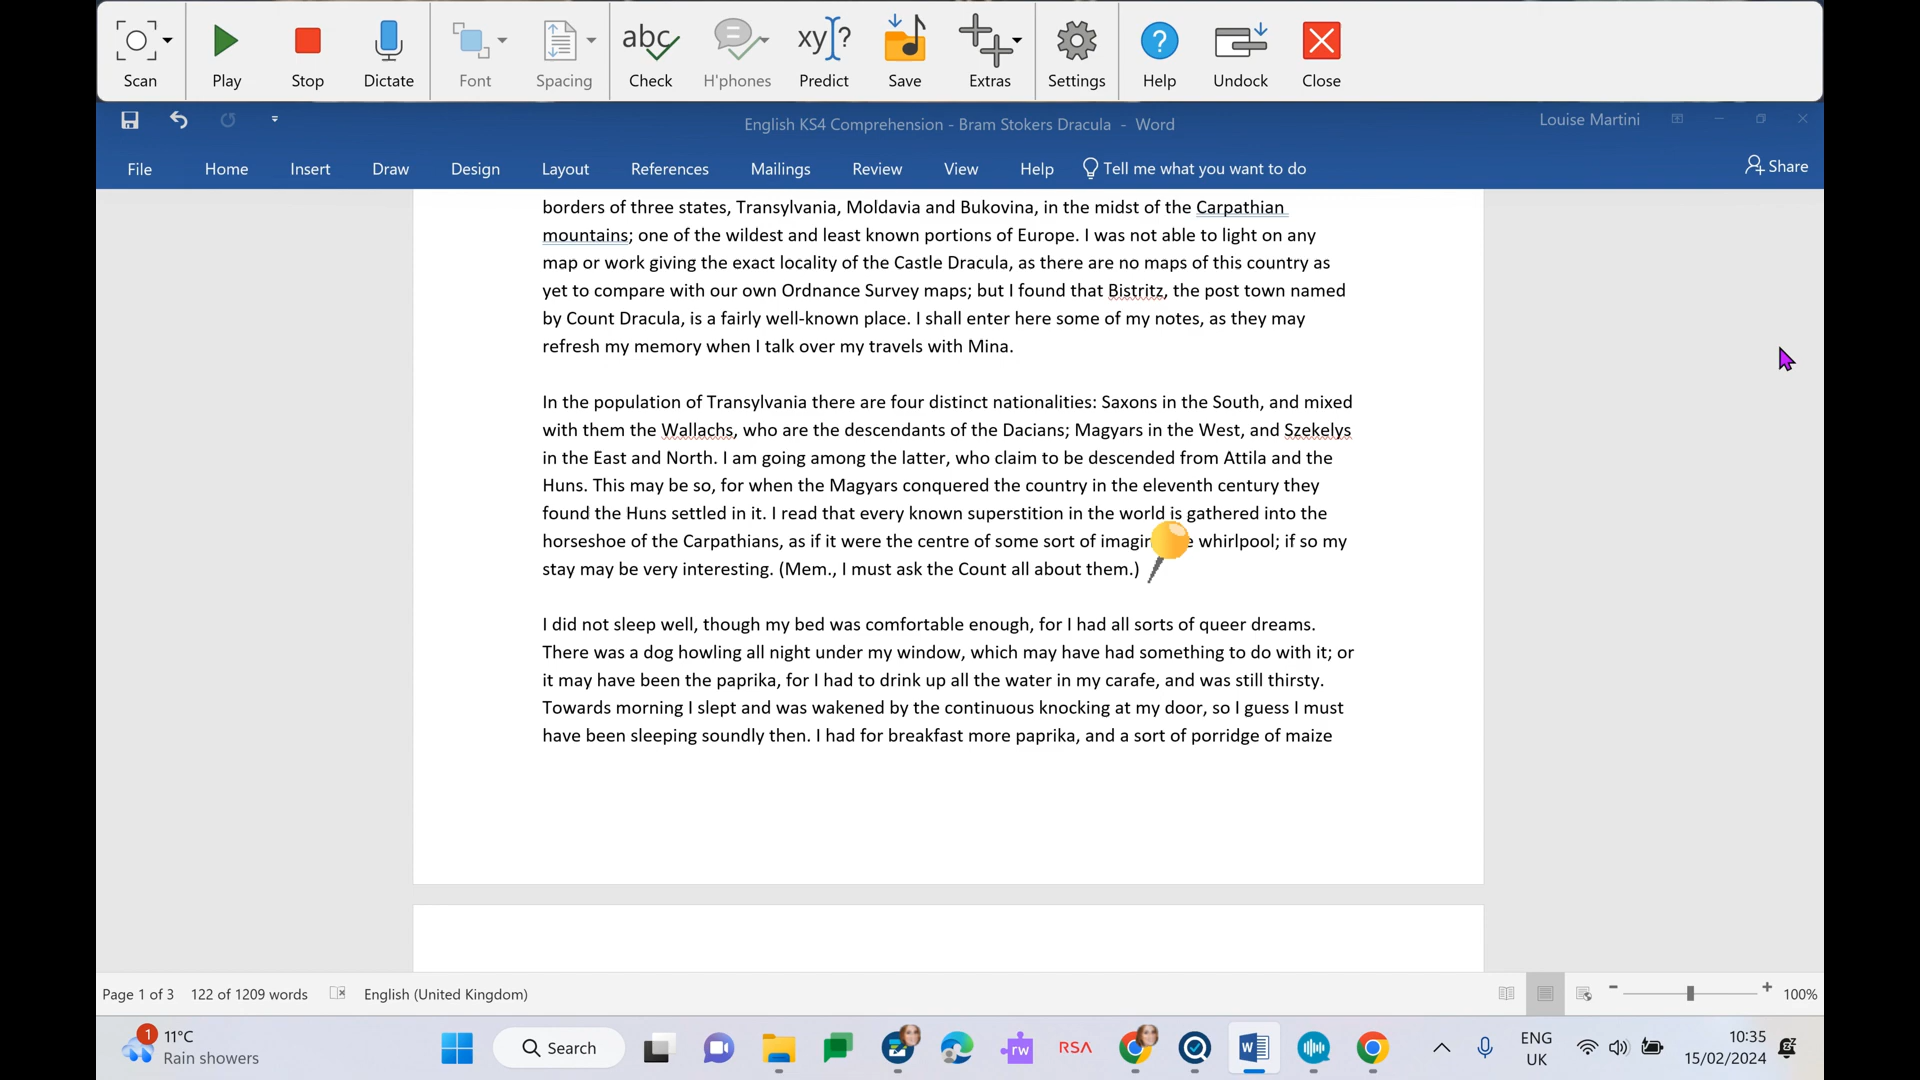 Scan
Play
Stop
Dictate
Font
Spacing
abc
Check
H'phones
xy ?
Predict
Save
Extras
Settings
?
Help
Undock
Close
English KS4 Comprehension - Bram Stokers Dracula - Word
Louise Martini
File
Home
Insert
Draw
Design
Layout
References
Mailings
Review
View
Help
Tell me what you want to do
Share
borders of three states, Transylvania, Moldavia and Bukovina, in the midst of the Carpathian
mountains; one of the wildest and least known portions of Europe. I was not able to light on any
map or work giving the exact locality of the Castle Dracula, as there are no maps of this country as
yet to compare with our own Ordnance Survey maps; but I found that Bistritz, the post town named
by Count Dracula, is a fairly well-known place. I shall enter here some of my notes, as they may
refresh my memory when I talk over my travels with Mina.
In the population of Transylvania there are four distinct nationalities: Saxons in the South, and mixed
with them the Wallachs, who are the descendants of the Dacians; Magyars in the West, and Szekelys
in the East and North. I am going among the latter, who claim to be descended from Attila and the
Huns. This may be so, for when the Magyars conquered the country in the eleventh century they
found the Huns settled in it. I read that every known superstition in the world is gathered into the
horseshoe of the Carpathians, as if it were the centre of some sort of whirlpool; if so my
stay may be very interesting. (Mem., I must ask the Count all about them.)
I did not sleep well, though my bed was comfortable enough, for I had all sorts of queer dreams.
There was a dog howling all night under my window, which may have had something to do with it; or
it may have been the paprika, for I had to drink up all the water in my carafe, and was still thirsty.
Towards morning I slept and was wakened by the continuous knocking at my door, so I guess I must
have been sleeping soundly then. I had for breakfast more paprika, and a sort of porridge of maize
Page 1 of 3
122 of 1209 words
English (United Kingdom)
100%
1
11°C
Rain showers
Search
rw
RSA
W
ENG
UK
10:35
15/02/2024